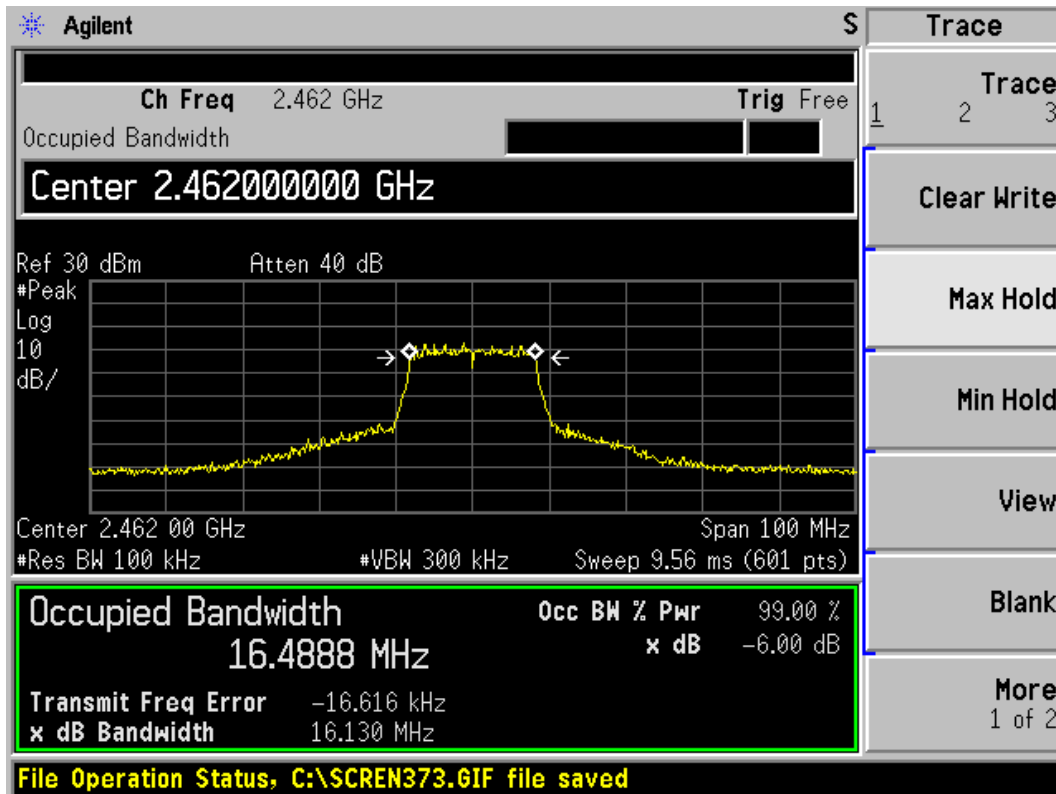 Agilent S Trace
Ch Freq 2.462 GHz Trig Free
Occupied Bandwidth
Center 2.462000000 GHz
Ref 30 dBm Atten 40 dB
#Peak
Log
10
dB/
Center 2.462 00 GHz Span 100 MHz
#Res BW 100 kHz #VBW 300 kHz Sweep 9.56 ms (601 pts)
Occupied Bandwidth Occ BW % Pwr 99.00 %
16.4888 MHz x dB -6.00 dB
Transmit Freq Error -16.616 kHz
x dB Bandwidth 16.130 MHz
File Operation Status, C:\SCREN373.GIF file saved
Trace
1 2 3
Clear Write
Max Hold
Min Hold
View
Blank
More
1 of 2